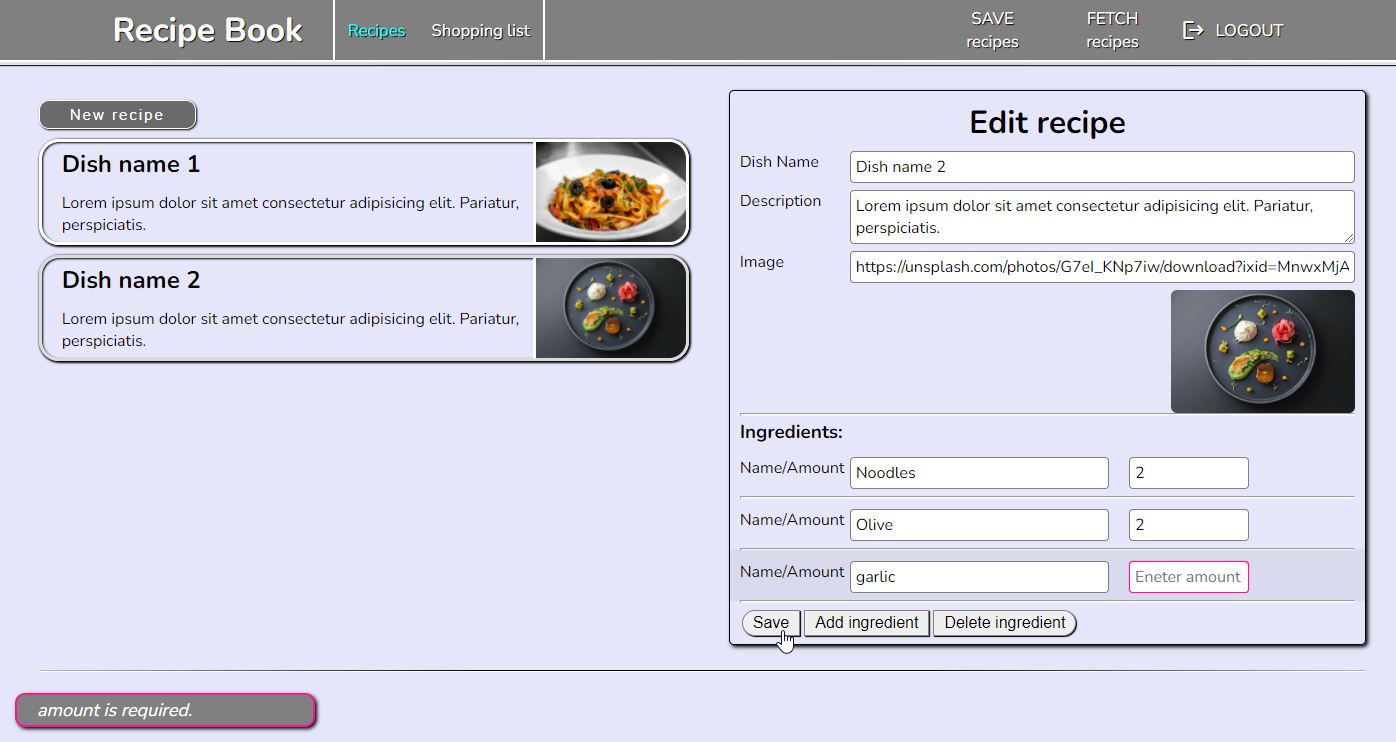 Recipe Book
Recipes
Shopping list
SAVE
recipes
FETCH
recipes
LOGOUT
New recipe
Dish name 1
Lorem ipsum dolor sit amet consectetur adipisicing elit. Pariatur,
perspiciatis.
Dish name 2
Lorem ipsum dolor sit amet consectetur adipisicing elit. Pariatur,
perspiciatis.
Edit recipe
Dish Name
Dish name 2
Description
Lorem ipsum dolor sit amet consectetur adipisicing elit. Pariatur,
perspiciatis.
Image
https://unsplash.com/photos/G7eI_KNp7iw/download?ixid=MnwxMjA
Ingredients:
Name/Amount
Noodles
2
Name/Amount
Olive
2
Name/Amount
garlic
Eneter amount
Save
Add ingredient
Delete ingredient
amount is required.